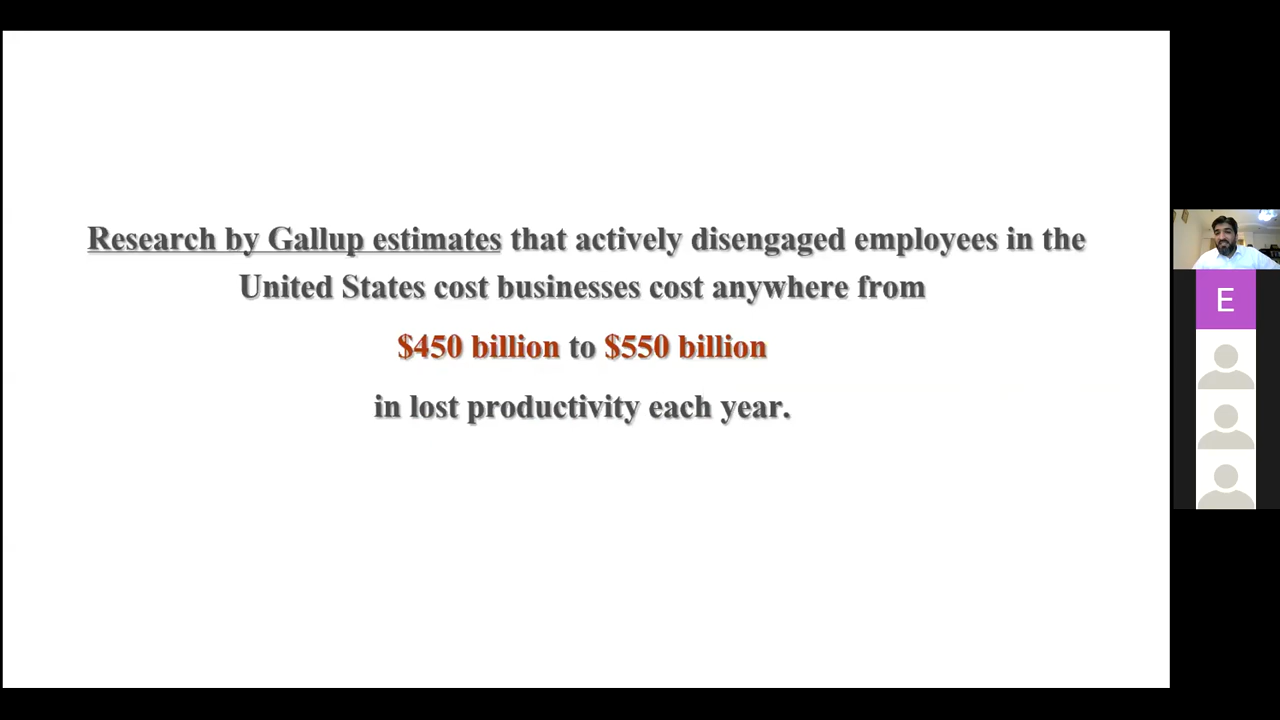 Research by Gallup estimates that actively disengaged employees in the
United States cost businesses cost anywhere from
$450 billion to $550 billion
in lost productivity each year.
E